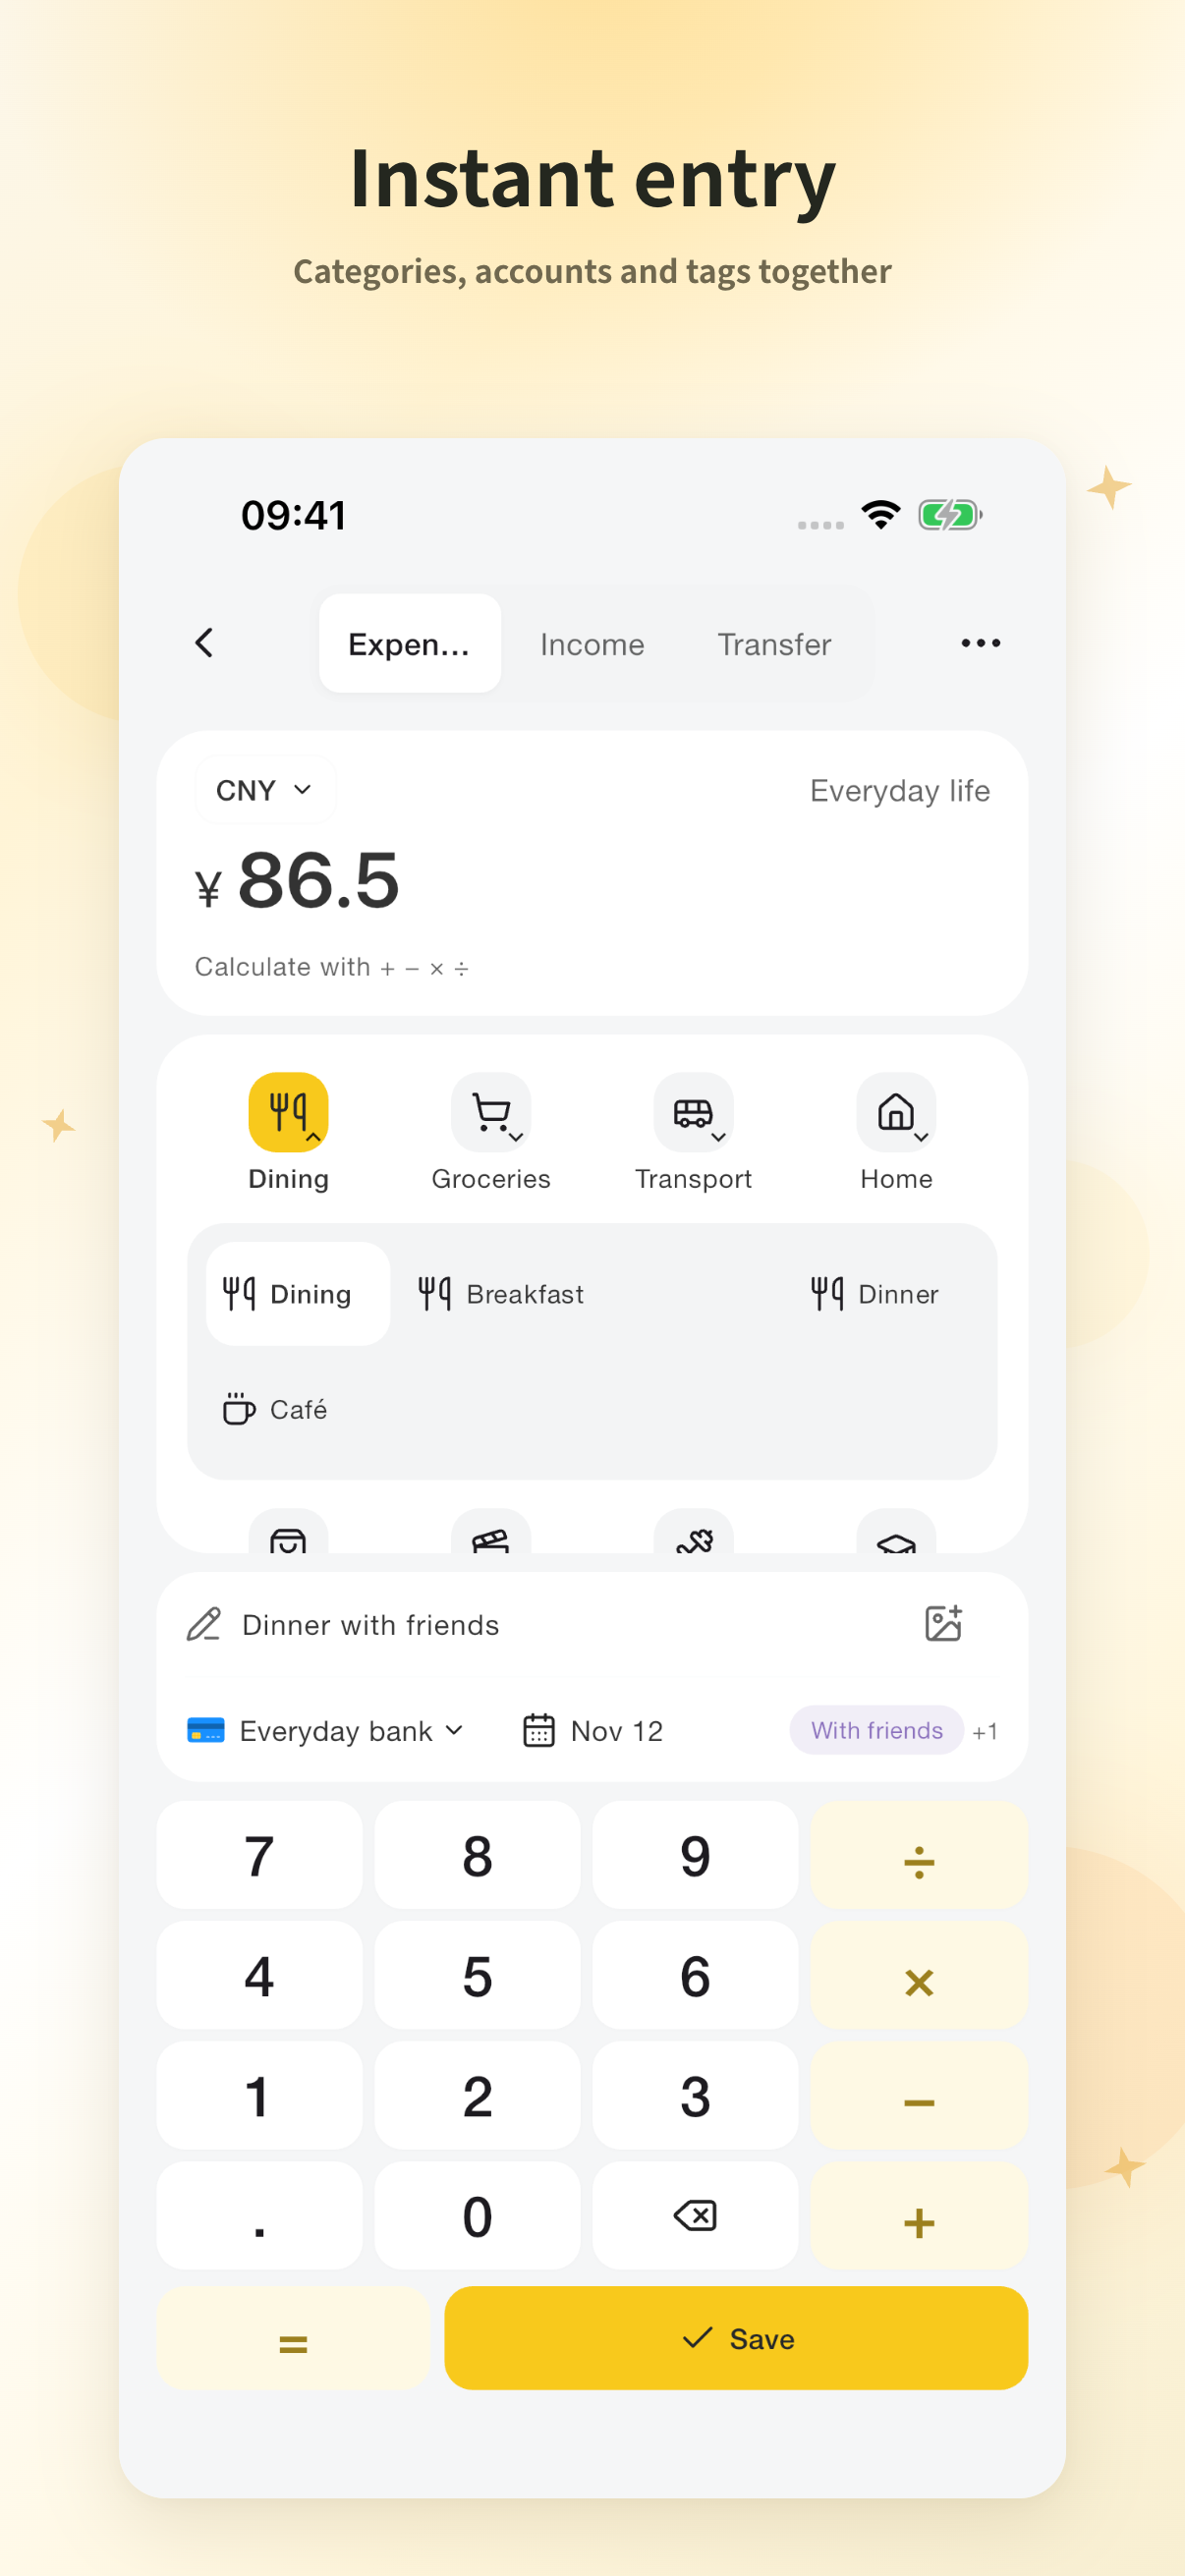 Instant entry
Categories, accounts and tags together
09:41
Expen... Income Transfer
CNY Everyday life
¥ 86.5
Calculate with + − × ÷
Dining Groceries Transport Home
Dining Breakfast Dinner
Café
Dinner with friends
Everyday bank Nov 12 With friends +1
7 8 9 ÷
4 5 6 ×
1 2 3 −
. 0 +
= Save